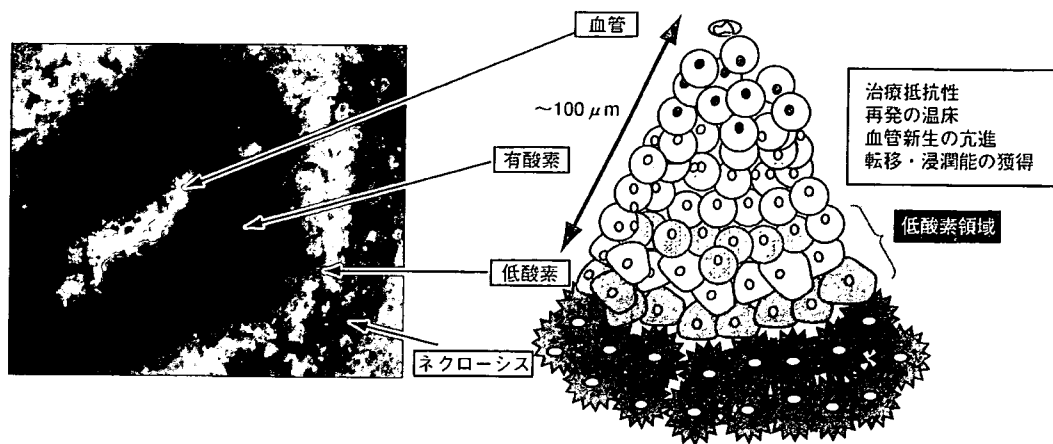 血管
~100 μm
有酸素
低酸素
ネクローシス
治療抵抗性
再発の温床
血管新生の亢進
転移・浸潤能の獲得
低酸素領域